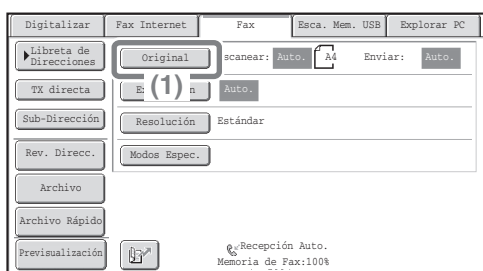 Digitalizar Fax Internet Fax Esca. Mem. USB Explorar PC
Libreta de Direcciones
Original scanear: Auto. A4 Enviar: Auto.
TX directa
(1) Auto.
Sub-Dirección Resolución Estándar
Rev. Direcc. Modos Espec.
Archivo
Archivo Rápido
Previsualización
Recepción Auto.
Memoria de Fax:100%